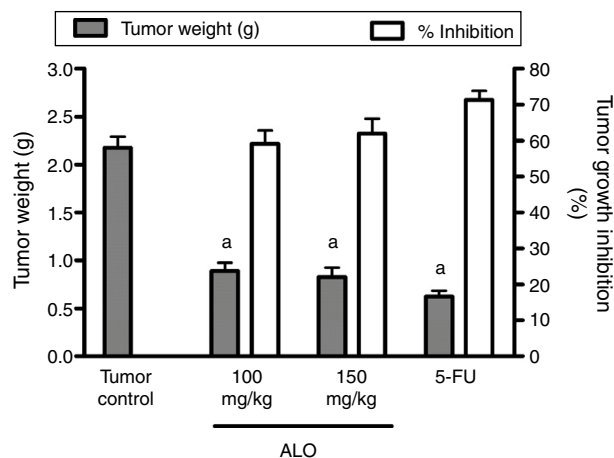 Tumor weight (g)
% Inhibition
Tumor weight (g)
3.0
2.5
2.0
1.5
1.0
0.5
0.0
80
70
60
50
40
30
20
10
0
Tumor growth inhibition
(%)
a
a
a
Tumor
control
100
mg/kg
150
mg/kg
5-FU
ALO